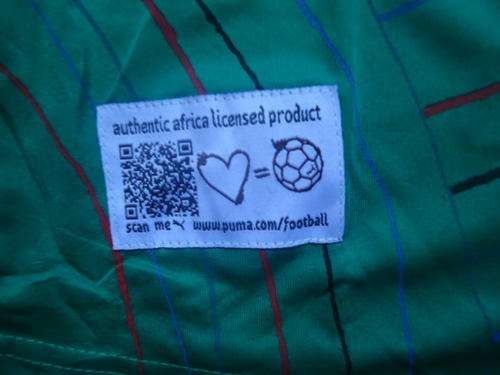 authentic africa licensed product
=
scan me www.puma.com/football